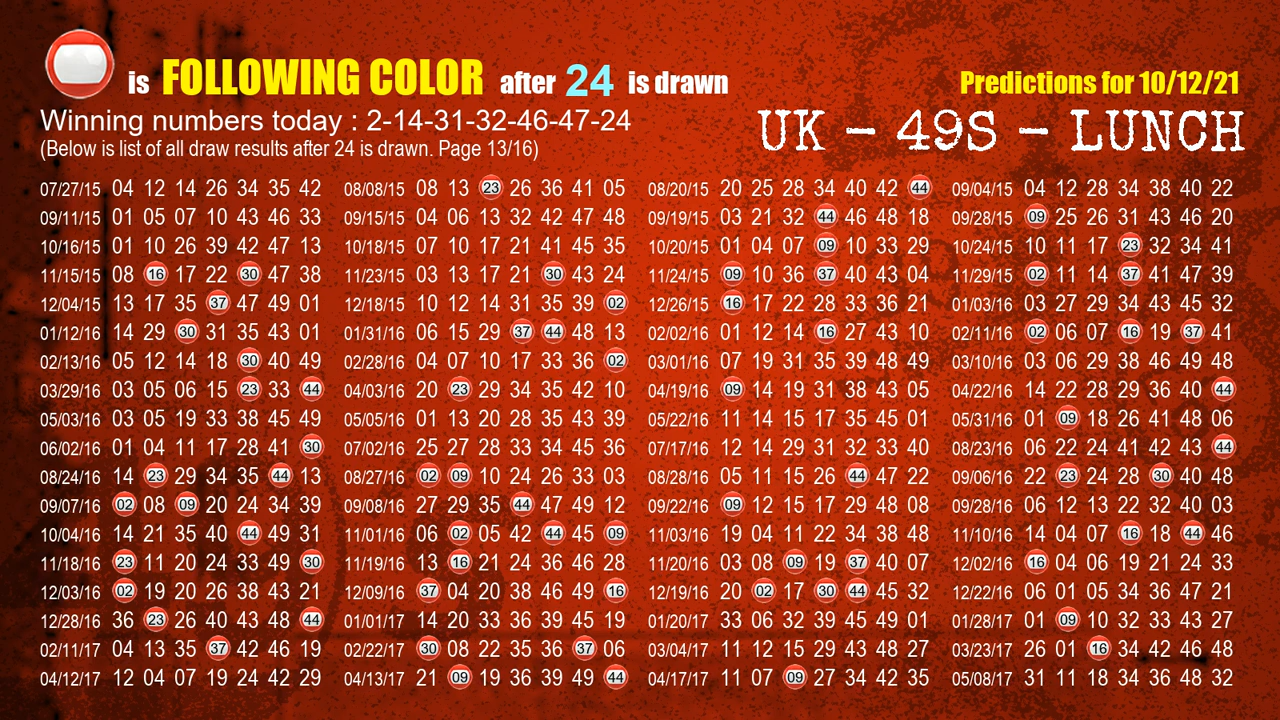 is FOLLOWING COLOR after 24 is drawn
Predictions for 10/12/21
Winning numbers today : 2-14-31-32-46-47-24
UK - 49S - LUNCH
(Below is list of all draw results after 24 is drawn. Page 13/16)
07/27/15 04 12 14 26 34 35 42 08/08/15 08 13 23 26 36 41 05 08/20/15 20 25 28 34 40 42 44 09/04/15 04 12 28 34 38 40 22
09/11/15 01 05 07 10 43 46 33 09/15/15 04 06 13 32 42 47 48 09/19/15 03 21 32 44 46 48 18 09/28/15 09 25 26 31 43 46 20
10/16/15 01 10 26 39 42 47 13 10/18/15 07 10 17 21 41 45 35 10/20/15 01 04 07 09 10 33 29 10/24/15 10 11 17 23 32 34 41
11/15/15 08 16 17 22 30 47 38 11/23/15 03 13 17 21 30 43 24 11/24/15 09 10 36 37 40 43 04 11/29/15 02 11 14 37 41 47 39
12/04/15 13 17 35 37 47 49 01 12/18/15 10 12 14 31 35 39 02 12/26/15 16 17 22 28 33 36 21 01/03/16 03 27 29 34 43 45 32
01/12/16 14 29 30 31 35 43 01 01/31/16 06 15 29 37 44 48 13 02/02/16 01 12 14 16 27 43 10 02/11/16 02 06 07 16 19 37 41
02/13/16 05 12 14 18 30 40 49 02/28/16 04 07 10 17 33 36 02 03/01/16 07 19 31 35 39 48 49 03/10/16 03 06 29 38 46 49 48
03/29/16 03 05 06 15 23 33 44 04/03/16 20 23 29 34 35 42 10 04/19/16 09 14 19 31 38 43 05 04/22/16 14 22 28 29 36 40 44
05/03/16 03 05 19 33 38 45 49 05/05/16 01 13 20 28 35 43 39 05/22/16 11 14 15 17 35 45 01 05/31/16 01 09 18 26 41 48 06
06/02/16 01 04 11 17 28 41 30 07/02/16 25 27 28 33 34 45 36 07/17/16 12 14 29 31 32 33 40 08/23/16 06 22 24 41 42 43 44
08/24/16 14 23 29 34 35 44 13 08/27/16 02 09 10 24 26 33 03 08/28/16 05 11 15 26 44 47 22 09/06/16 22 23 24 28 30 40 48
09/07/16 02 08 09 20 24 34 39 09/08/16 27 29 35 44 47 49 12 09/22/16 09 12 15 17 29 48 08 09/28/16 06 12 13 22 32 40 03
10/04/16 14 21 35 40 44 49 31 11/01/16 06 02 05 42 44 45 09 11/03/16 19 04 11 22 34 38 48 11/10/16 14 04 07 16 18 44 46
11/18/16 23 11 20 24 33 49 30 11/19/16 13 16 21 24 36 46 28 11/20/16 03 08 09 19 37 40 07 12/02/16 16 04 06 19 21 24 33
12/03/16 02 19 20 26 38 43 21 12/09/16 37 04 20 38 46 49 16 12/19/16 20 02 17 30 44 45 32 12/22/16 06 01 05 34 36 47 21
12/28/16 36 23 26 40 43 48 44 01/01/17 14 20 33 36 39 45 19 01/20/17 33 06 32 39 45 49 01 01/28/17 01 09 10 32 33 43 27
02/11/17 04 13 35 37 42 46 19 02/22/17 30 08 22 35 36 37 06 03/04/17 11 12 15 29 43 48 27 03/23/17 26 01 16 34 42 46 48
04/12/17 12 04 07 19 24 42 29 04/13/17 21 09 19 36 39 49 44 04/17/17 11 07 09 27 34 42 35 05/08/17 31 11 18 34 36 48 32